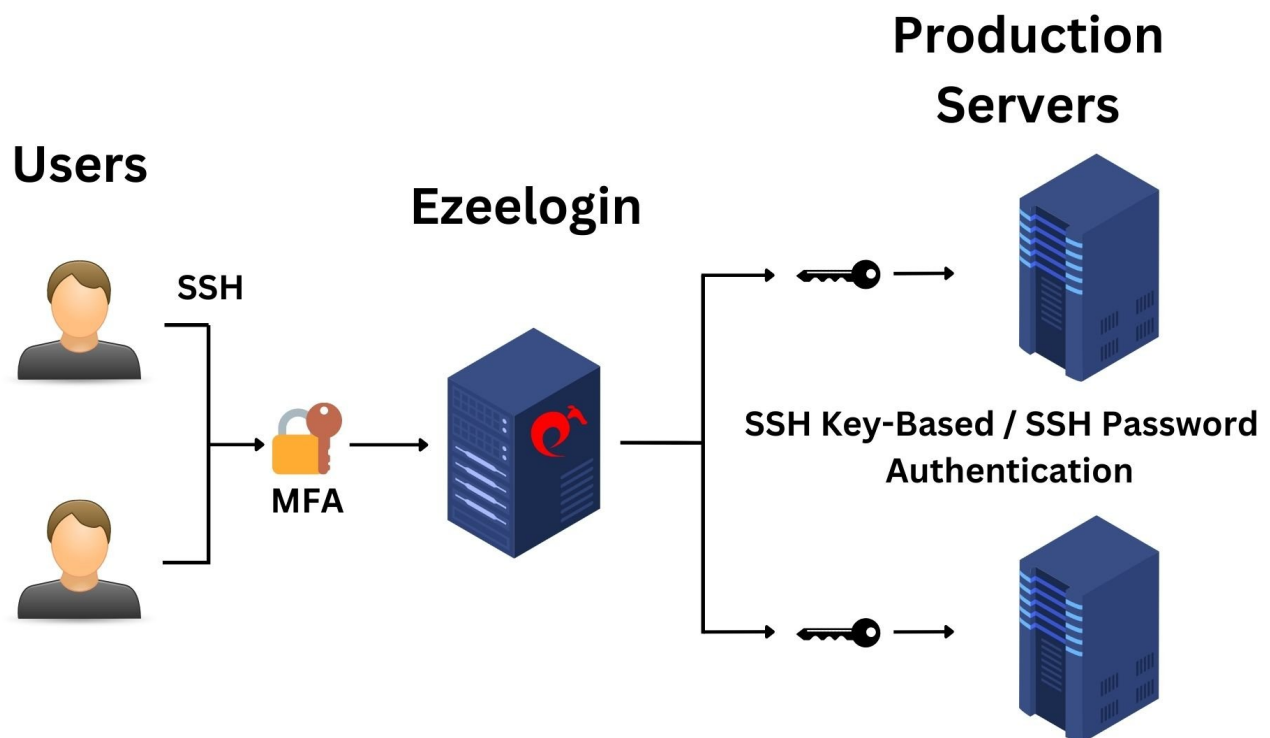 Production
Servers
Users
Ezeelogin
SSH
MFA
SSH Key-Based / SSH Password
Authentication